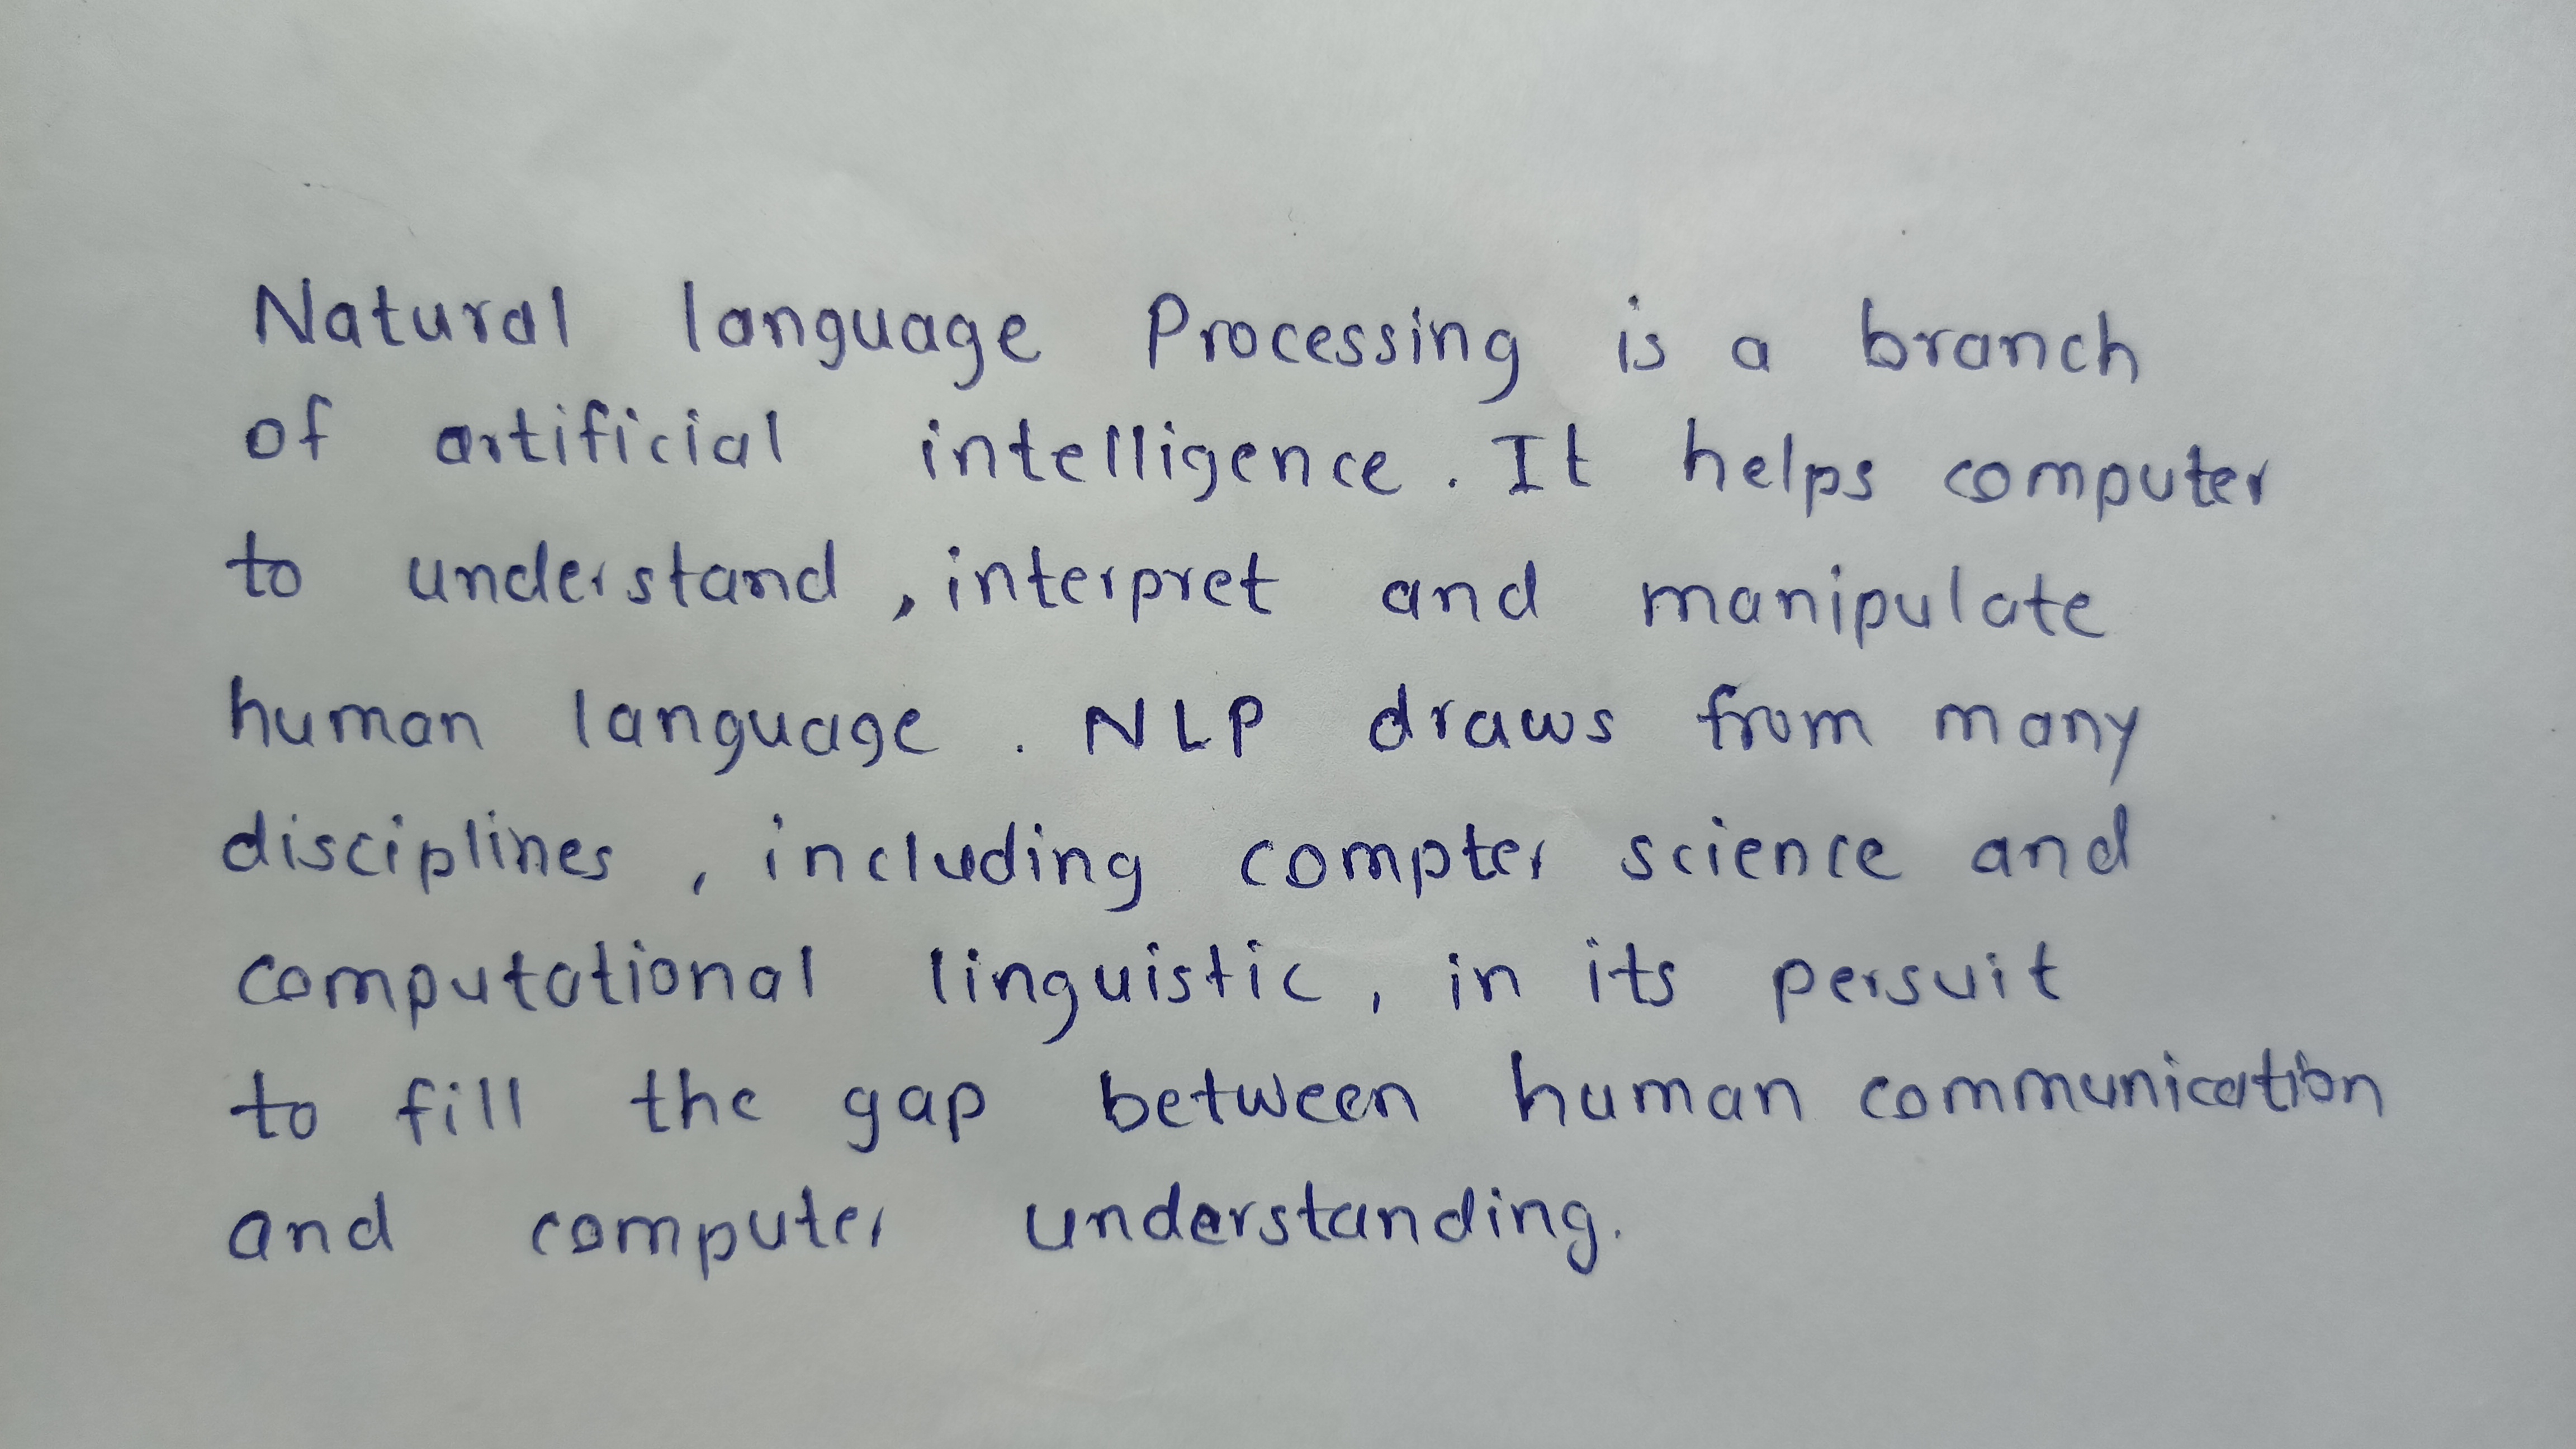 Natural language Processing is a branch
of artificial intelligence. It helps computer
to understand, interpret and manipulate
human language. NLP draws from many
disciplines, including compter science and
computational linguistic, in its persuit
to fill the gap between human communication
and computer understanding.